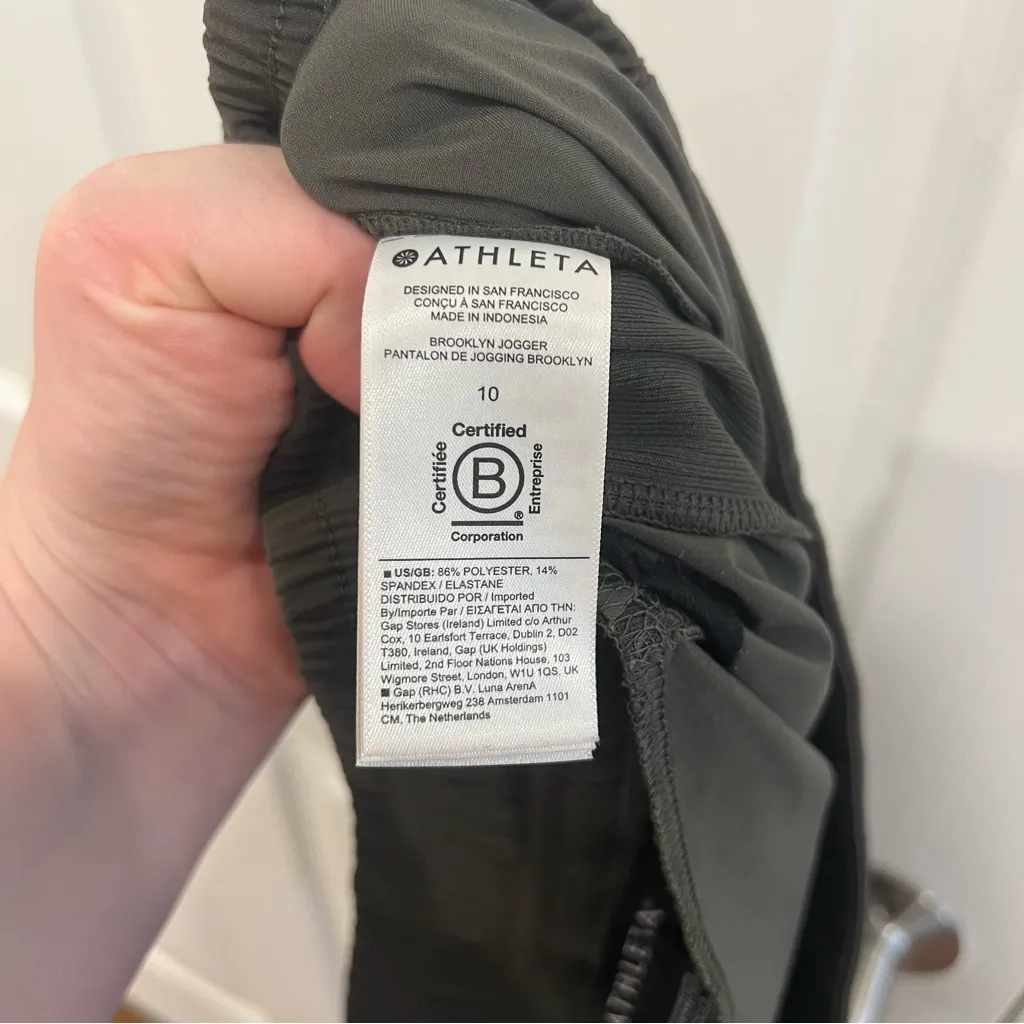 ATHLETA
DESIGNED IN SAN FRANCISCO
CONÇU À SAN FRANCISCO
MADE IN INDONESIA
BROOKLYN JOGGER
PANTALON DE JOGGING BROOKLYN
10
Certified
Certifiée
B
Entreprise
®
Corporation
■ US/GB: 86% POLYESTER, 14%
SPANDEX / ELASTANE
DISTRIBUIDO POR / Imported
By/Importe Par / ΕΙΣΑΓΕΤΑΙ ΑΠΟ ΤΗΝ:
Gap Stores (Ireland) Limited c/o Arthur
Cox, 10 Earlsfort Terrace, Dublin 2, D02
T380, Ireland, Gap (UK Holdings)
Limited, 2nd Floor Nations House, 103
Wigmore Street, London, W1U 1QS. UK
■ Gap (RHC) B.V. Luna ArenA
Herikerbergweg 238 Amsterdam 1101
CM, The Netherlands
ATHLETA